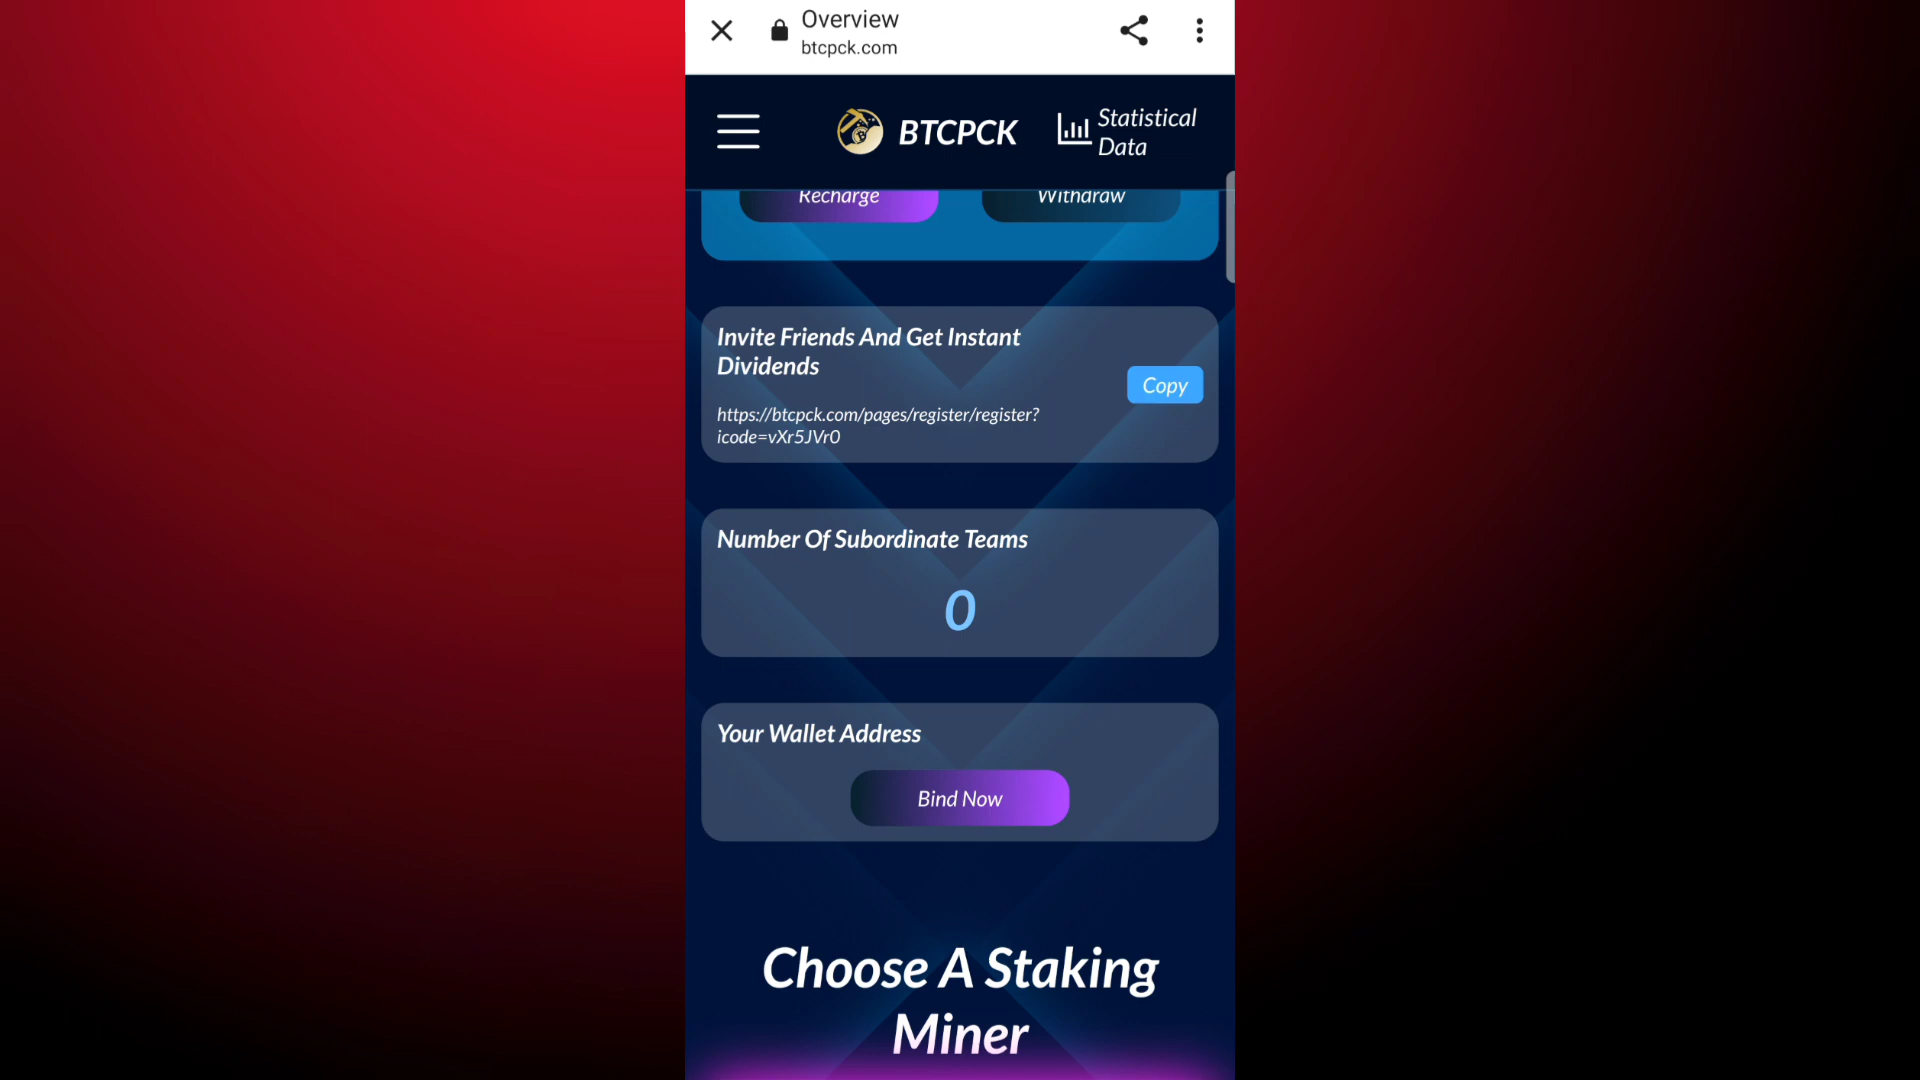 Overview
btcpck.com
BTCPCK
Statistical
Data
Recharge
Withdraw
Invite Friends And Get Instant
Dividends
Copy
https://btcpck.com/pages/register/register?
icode=vXr5JVr0
Number Of Subordinate Teams
0
Your Wallet Address
Bind Now
Choose A Staking
Miner